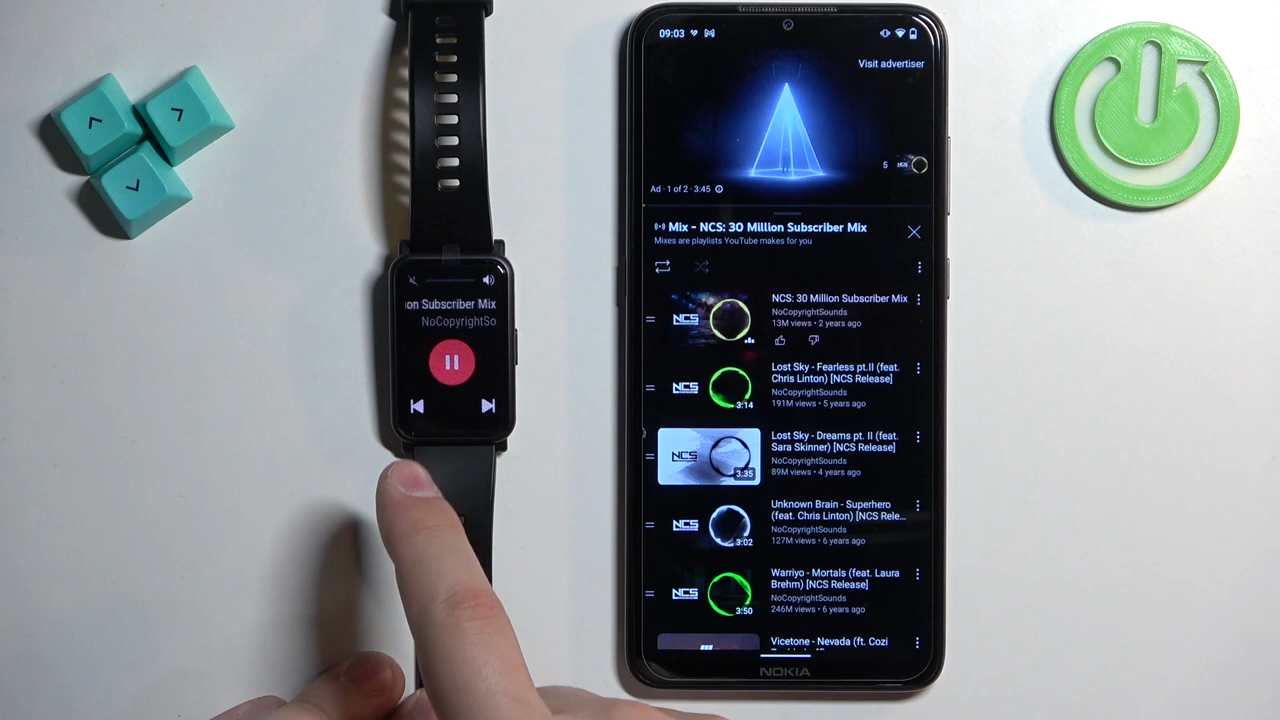 on Subscriber Mix
NoCopyrightSo
09:03
Visit advertiser
5
Ad · 1 of 2 · 3:45
Mix - NCS: 30 Million Subscriber Mix
Mixes are playlists YouTube makes for you
NCS
NCS: 30 Million Subscriber Mix
NoCopyrightSounds
13M views • 2 years ago
NCS
3:14
Lost Sky - Fearless pt.II (feat.
Chris Linton) [NCS Release]
NoCopyrightSounds
191M views • 5 years ago
NCS
3:35
Lost Sky - Dreams pt. II (feat.
Sara Skinner) [NCS Release]
NoCopyrightSounds
89M views • 4 years ago
NCS
3:02
Unknown Brain - Superhero
(feat. Chris Linton) [NCS Rele...
NoCopyrightSounds
127M views • 6 years ago
NCS
3:50
Warriyo - Mortals (feat. Laura
Brehm) [NCS Release]
NoCopyrightSounds
246M views • 6 years ago
Vicetone - Nevada (ft. Cozi
NOKIA